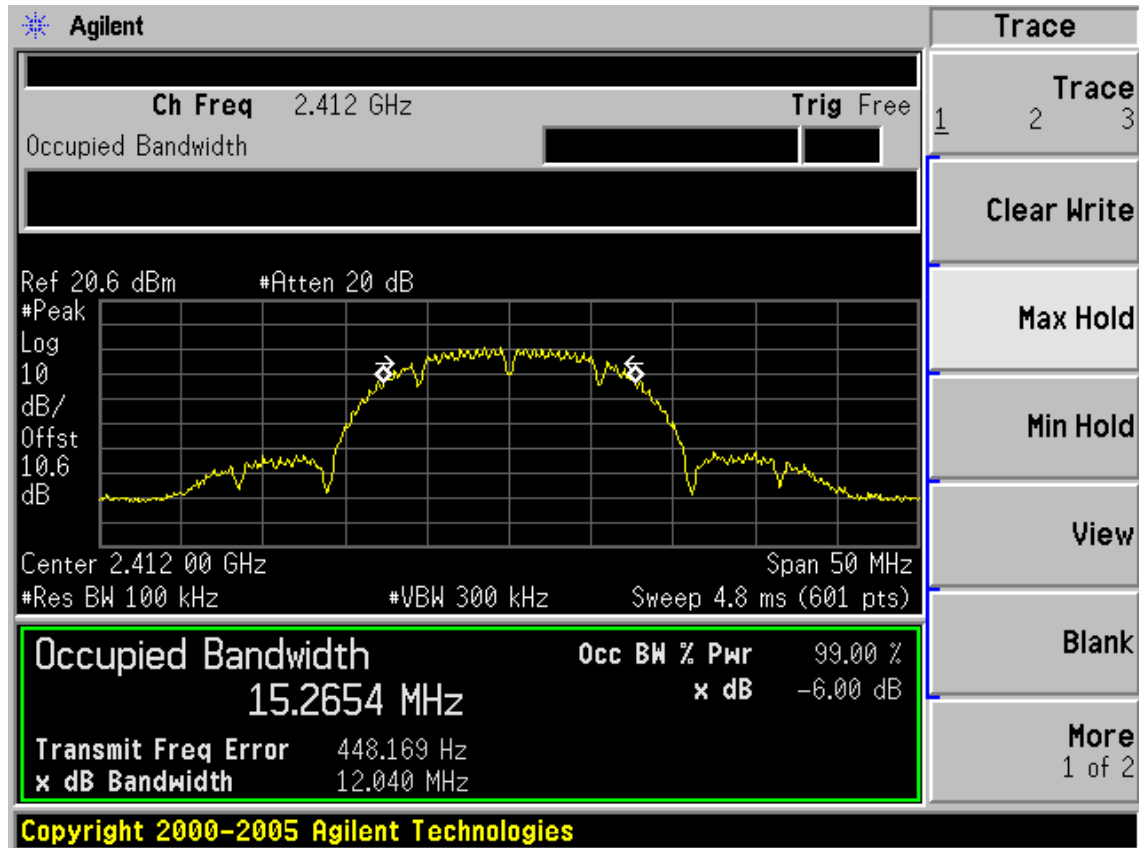 Agilent
Trace
Ch Freq 2.412 GHz Trig Free
Occupied Bandwidth
Trace
1 2 3
Clear Write
Max Hold
Min Hold
View
Blank
More
1 of 2
Ref 20.6 dBm #Atten 20 dB
#Peak
Log
10
dB/
Offst
10.6
dB
Center 2.412 00 GHz Span 50 MHz
#Res BW 100 kHz #VBW 300 kHz Sweep 4.8 ms (601 pts)
Occupied Bandwidth Occ BW % Pwr 99.00 %
15.2654 MHz x dB -6.00 dB
Transmit Freq Error 448.169 Hz
x dB Bandwidth 12.040 MHz
Copyright 2000-2005 Agilent Technologies